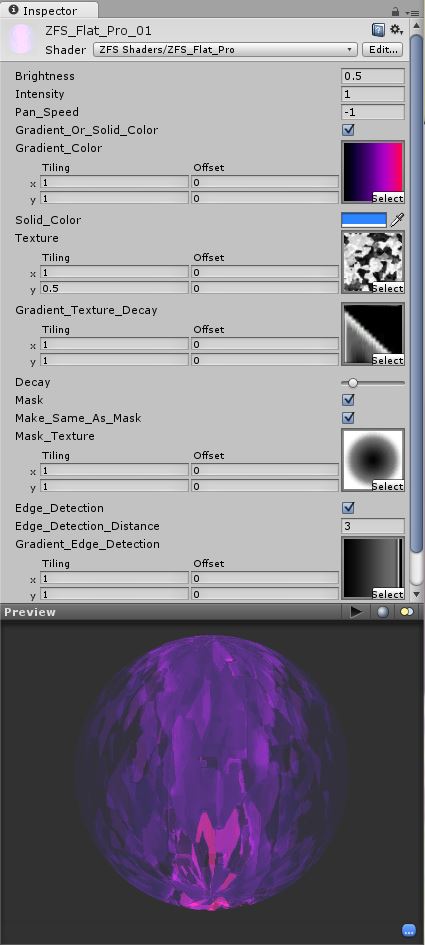 Inspector
ZFS_Flat_Pro_01
Shader ZFS Shaders/ZFS_Flat_Pro Edit...
Brightness 0.5
Intensity 1
Pan_Speed -1
Gradient_Or_Solid_Color
Gradient_Color
Tiling Offset
x 1 0
y 1 0
Select
Solid_Color
Texture
Tiling Offset
x 1 0
y 0.5 0
Select
Gradient_Texture_Decay
Tiling Offset
x 1 0
y 1 0
Select
Decay
Mask
Make_Same_As_Mask
Mask_Texture
Tiling Offset
x 1 0
y 1 0
Select
Edge_Detection
Edge_Detection_Distance 3
Gradient_Edge_Detection
Tiling Offset
x 1 0
y 1 0
Select
Preview